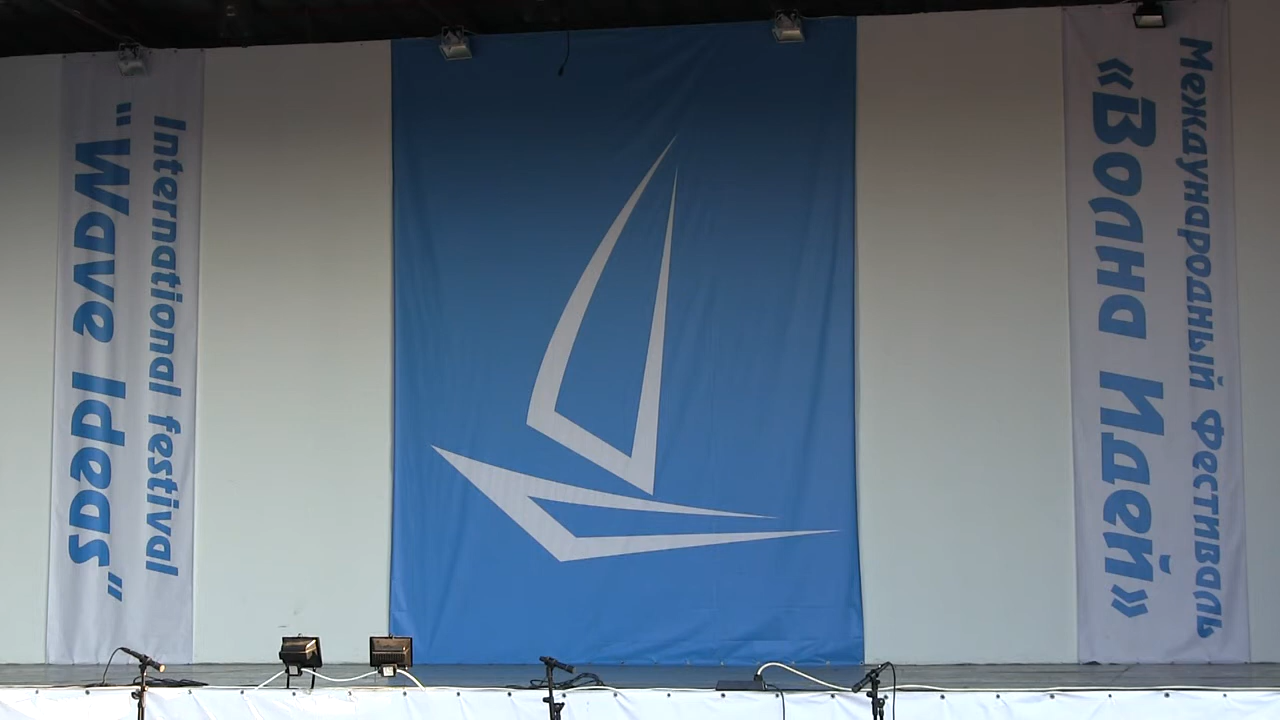 International festival
"Wave Ideas"
Международный Фестиваль
«Волна Идей»